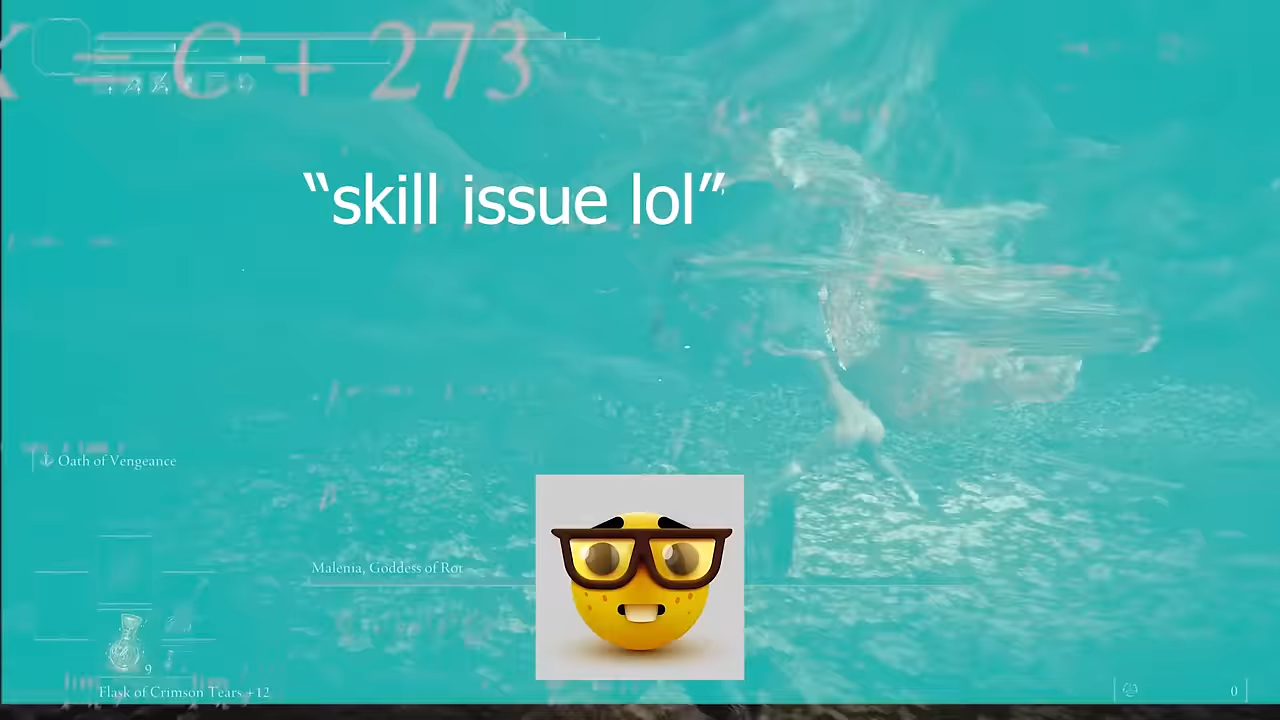 = C + 273
“skill issue lol”
Oath of Vengeance
Malenia, Goddess of Rot
9
Flask of Crimson Tears +12
0